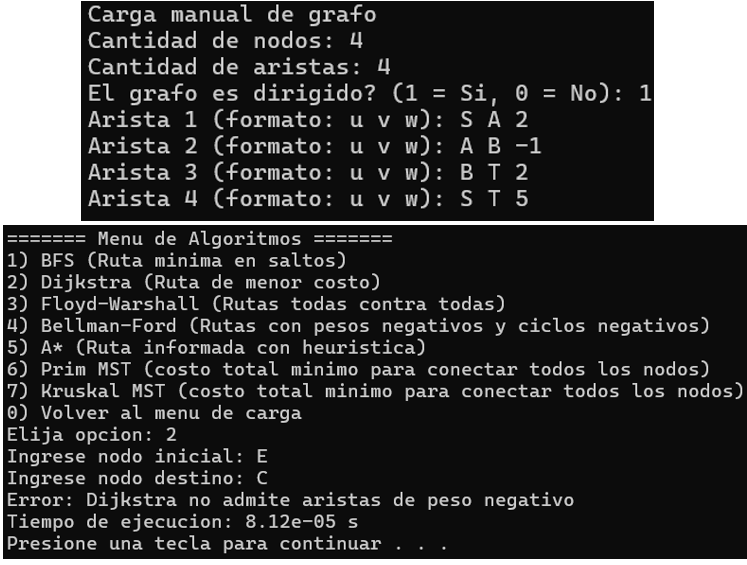 Carga manual de grafo
Cantidad de nodos: 4
Cantidad de aristas: 4
El grafo es dirigido? (1 = Si, 0 = No): 1
Arista 1 (formato: u v w): S A 2
Arista 2 (formato: u v w): A B -1
Arista 3 (formato: u v w): B T 2
Arista 4 (formato: u v w): S T 5
======= Menu de Algoritmos =======
1) BFS (Ruta minima en saltos)
2) Dijkstra (Ruta de menor costo)
3) Floyd-Warshall (Rutas todas contra todas)
4) Bellman-Ford (Rutas con pesos negativos y ciclos negativos)
5) A* (Ruta informada con heuristica)
6) Prim MST (costo total minimo para conectar todos los nodos)
7) Kruskal MST (costo total minimo para conectar todos los nodos)
0) Volver al menu de carga
Elija opcion: 2
Ingrese nodo inicial: E
Ingrese nodo destino: C
Error: Dijkstra no admite aristas de peso negativo
Tiempo de ejecucion: 8.12e-05 s
Presione una tecla para continuar . . .